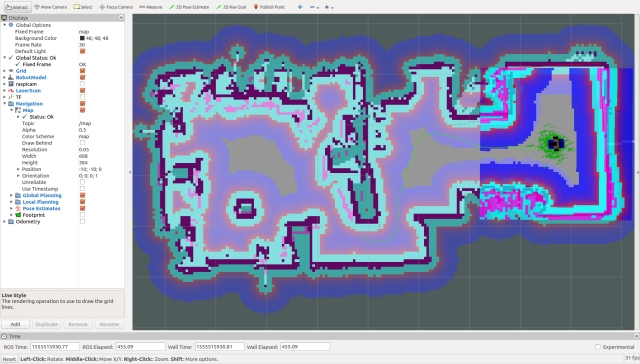 Interact Move Camera Select Focus Camera Measure 2D Pose Estimate 2D Nav Goal Publish Point
Displays
Global Options
Fixed Frame map
Background Color 48; 48; 48
Frame Rate 30
Default Light
Global Status: Ok
Fixed Frame OK
Grid
RobotModel
raspicam
LaserScan
TF
Navigation
Map
Status: Ok
Topic /map
Alpha 0.5
Color Scheme map
Draw Behind
Resolution 0.05
Width 608
Height 384
Position -10; -10; 0
Orientation 0; 0; 0; 1
Unreliable
Use Timestamp
Global Planning
Local Planning
Pose Estimates
Footprint
Odometry
Line Style
The rendering operation to use to draw the grid
lines.
Add Duplicate Remove Rename
Time
ROS Time: 1555515930.77 ROS Elapsed: 455.09 Wall Time: 1555515930.81 Wall Elapsed: 455.09 Experimental
Reset Left-Click: Rotate. Middle-Click: Move X/Y. Right-Click: Zoom. Shift: More options. 31 fps